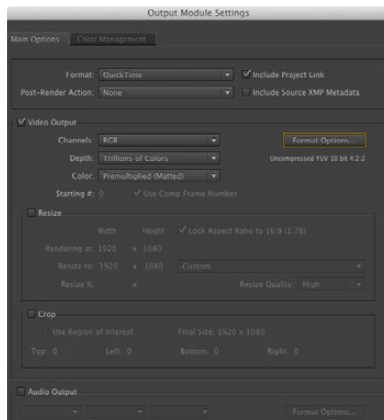 Output Module Settings
Main Options Color Management
Format: QuickTime Include Project Link
Post-Render Action: None Include Source XMP Metadata
Video Output
Channels: RGB Format Options...
Depth: Trillions of Colors Uncompressed YUV 10 bit 4:2:2
Color: Premultiplied (Matted)
Starting #: 0 Use Comp Frame Number
Resize
Width Height Lock Aspect Ratio to 16:9 (1.78)
Rendering at: 1920 x 1080
Resize to: 1920 x 1080 Custom
Resize %: x Resize Quality: High
Crop
Use Region of Interest Final Size: 1920 x 1080
Top: 0 Left: 0 Bottom: 0 Right: 0
Audio Output
Format Options...